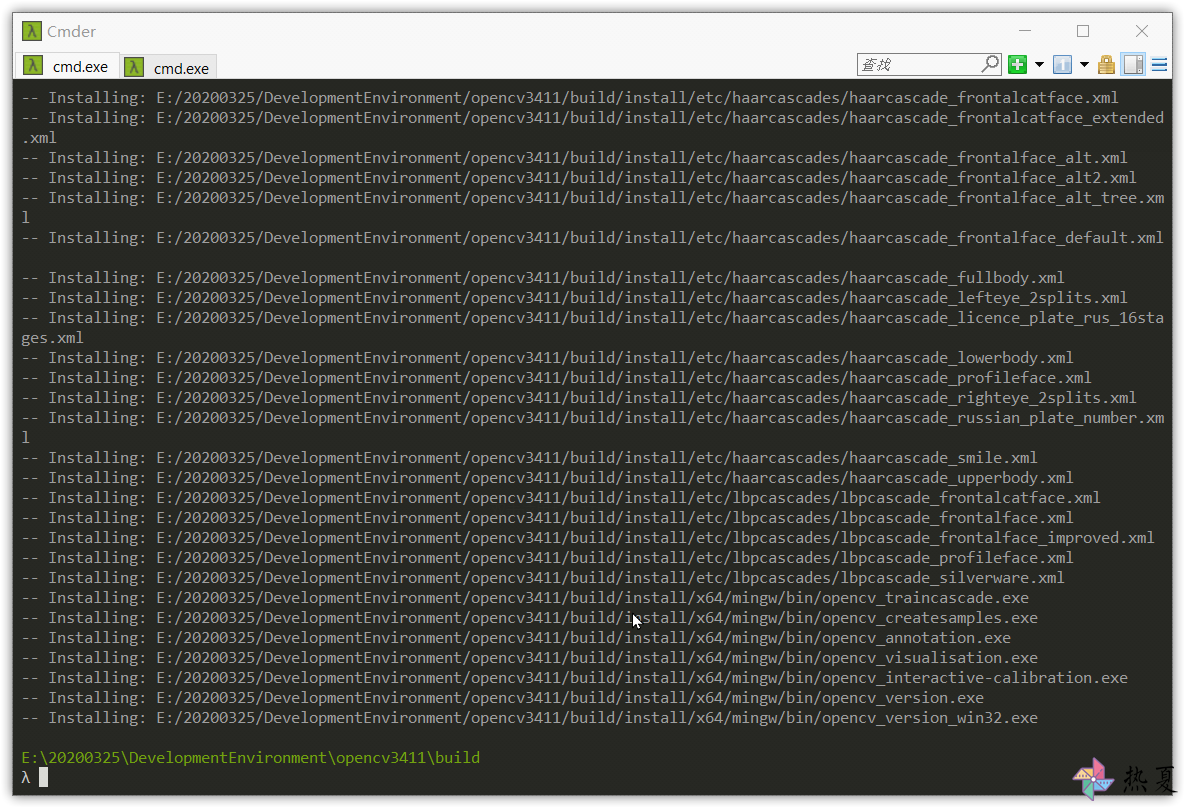 λ Cmder
λ cmd.exe λ cmd.exe 查找 1
-- Installing: E:/20200325/DevelopmentEnvironment/opencv3411/build/install/etc/haarcascades/haarcascade_frontalcatface.xml
-- Installing: E:/20200325/DevelopmentEnvironment/opencv3411/build/install/etc/haarcascades/haarcascade_frontalcatface_extended
.xml
-- Installing: E:/20200325/DevelopmentEnvironment/opencv3411/build/install/etc/haarcascades/haarcascade_frontalface_alt.xml
-- Installing: E:/20200325/DevelopmentEnvironment/opencv3411/build/install/etc/haarcascades/haarcascade_frontalface_alt2.xml
-- Installing: E:/20200325/DevelopmentEnvironment/opencv3411/build/install/etc/haarcascades/haarcascade_frontalface_alt_tree.xm
l
-- Installing: E:/20200325/DevelopmentEnvironment/opencv3411/build/install/etc/haarcascades/haarcascade_frontalface_default.xml
-- Installing: E:/20200325/DevelopmentEnvironment/opencv3411/build/install/etc/haarcascades/haarcascade_fullbody.xml
-- Installing: E:/20200325/DevelopmentEnvironment/opencv3411/build/install/etc/haarcascades/haarcascade_lefteye_2splits.xml
-- Installing: E:/20200325/DevelopmentEnvironment/opencv3411/build/install/etc/haarcascades/haarcascade_licence_plate_rus_16sta
ges.xml
-- Installing: E:/20200325/DevelopmentEnvironment/opencv3411/build/install/etc/haarcascades/haarcascade_lowerbody.xml
-- Installing: E:/20200325/DevelopmentEnvironment/opencv3411/build/install/etc/haarcascades/haarcascade_profileface.xml
-- Installing: E:/20200325/DevelopmentEnvironment/opencv3411/build/install/etc/haarcascades/haarcascade_righteye_2splits.xml
-- Installing: E:/20200325/DevelopmentEnvironment/opencv3411/build/install/etc/haarcascades/haarcascade_russian_plate_number.xm
l
-- Installing: E:/20200325/DevelopmentEnvironment/opencv3411/build/install/etc/haarcascades/haarcascade_smile.xml
-- Installing: E:/20200325/DevelopmentEnvironment/opencv3411/build/install/etc/haarcascades/haarcascade_upperbody.xml
-- Installing: E:/20200325/DevelopmentEnvironment/opencv3411/build/install/etc/lbpcascades/lbpcascade_frontalcatface.xml
-- Installing: E:/20200325/DevelopmentEnvironment/opencv3411/build/install/etc/lbpcascades/lbpcascade_frontalface.xml
-- Installing: E:/20200325/DevelopmentEnvironment/opencv3411/build/install/etc/lbpcascades/lbpcascade_frontalface_improved.xml
-- Installing: E:/20200325/DevelopmentEnvironment/opencv3411/build/install/etc/lbpcascades/lbpcascade_profileface.xml
-- Installing: E:/20200325/DevelopmentEnvironment/opencv3411/build/install/etc/lbpcascades/lbpcascade_silverware.xml
-- Installing: E:/20200325/DevelopmentEnvironment/opencv3411/build/install/x64/mingw/bin/opencv_traincascade.exe
-- Installing: E:/20200325/DevelopmentEnvironment/opencv3411/build/install/x64/mingw/bin/opencv_createsamples.exe
-- Installing: E:/20200325/DevelopmentEnvironment/opencv3411/build/install/x64/mingw/bin/opencv_annotation.exe
-- Installing: E:/20200325/DevelopmentEnvironment/opencv3411/build/install/x64/mingw/bin/opencv_visualisation.exe
-- Installing: E:/20200325/DevelopmentEnvironment/opencv3411/build/install/x64/mingw/bin/opencv_interactive-calibration.exe
-- Installing: E:/20200325/DevelopmentEnvironment/opencv3411/build/install/x64/mingw/bin/opencv_version.exe
-- Installing: E:/20200325/DevelopmentEnvironment/opencv3411/build/install/x64/mingw/bin/opencv_version_win32.exe
E:\20200325\DevelopmentEnvironment\opencv3411\build
λ
热夏